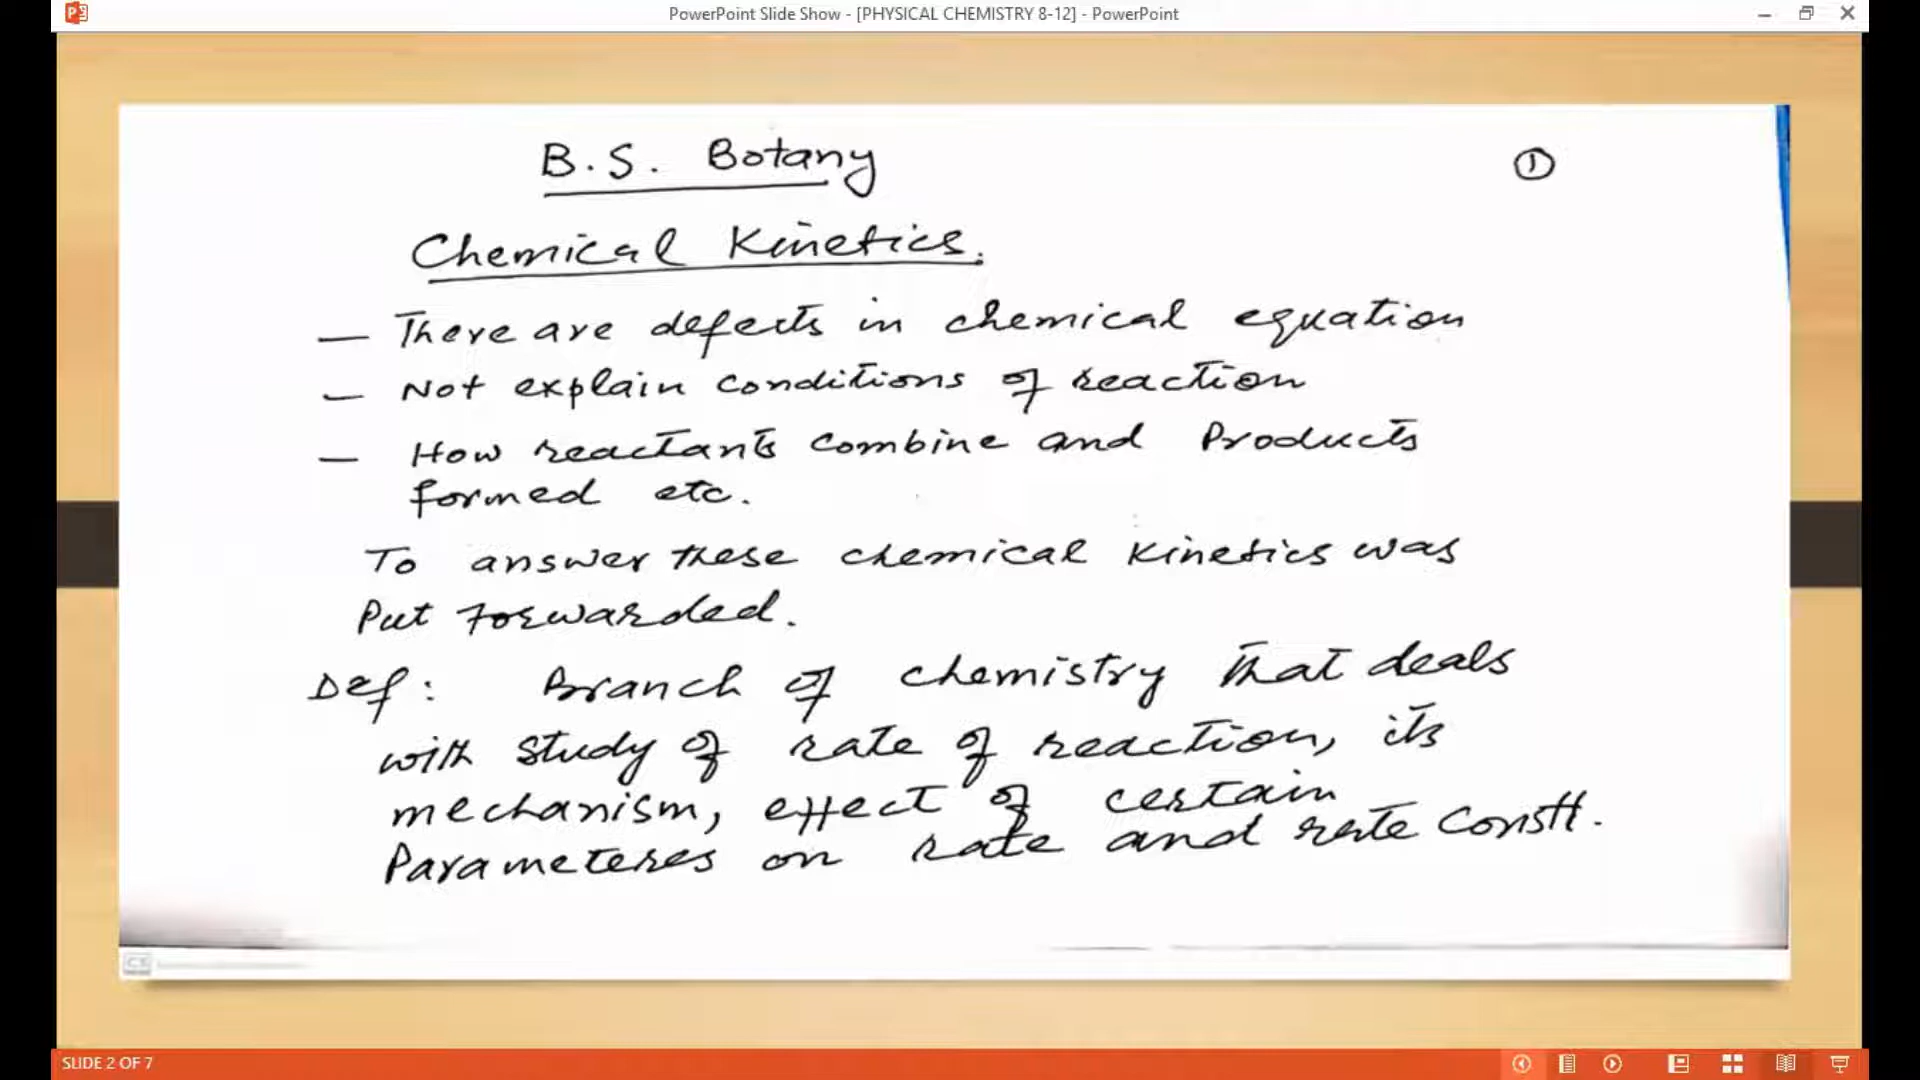 PowerPoint Slide Show - [PHYSICAL CHEMISTRY 8-12] - PowerPoint
B.S. Botany
①
Chemical Kinetics.
— There are defects in chemical equation
— Not explain conditions of reaction
— How reactants combine and Products
formed etc.
To answer these chemical kinetics was
Put forwarded.
Def: Branch of chemistry that deals
with study of rate of reaction, its
mechanism, effect of certain
Parameteres on rate and rate constt.
CS
SLIDE 2 OF 7